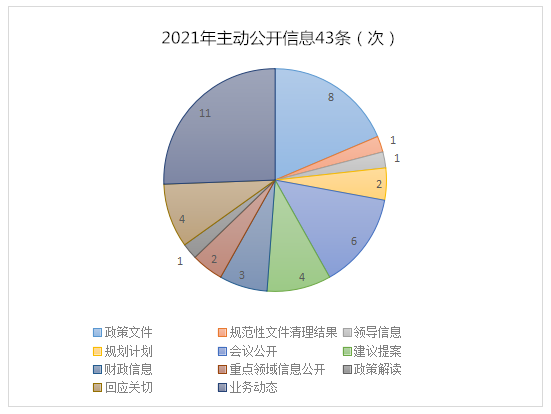 2021年主动公开信息43条（次）
8
1
1
2
6
4
3
2
1
4
11
政策文件 规范性文件清理结果 领导信息
规划计划 会议公开 建议提案
财政信息 重点领域信息公开 政策解读
回应关切 业务动态